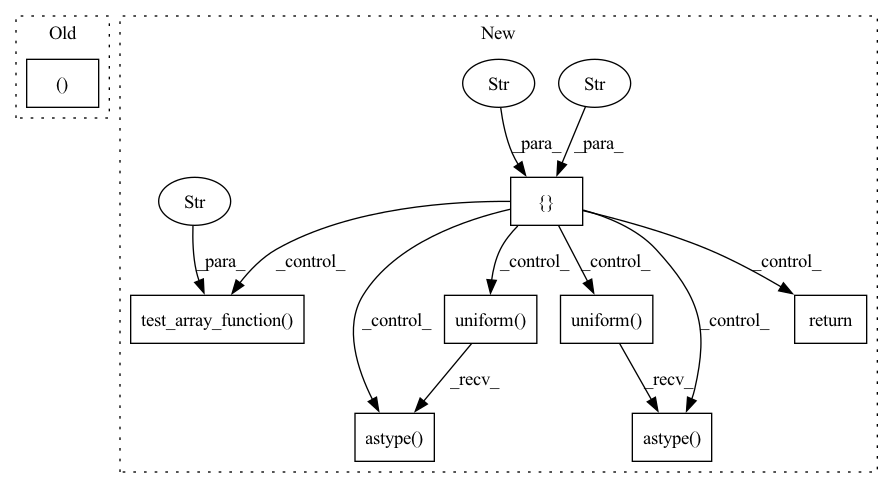 Old
New
()
Str
Str
_para_
_para_
Str
{}
_para_
_control_
_control_
_control_
_control_
test_array_function()
_control_
uniform()
uniform()
_control_
return
_recv_
_recv_
astype()
astype()